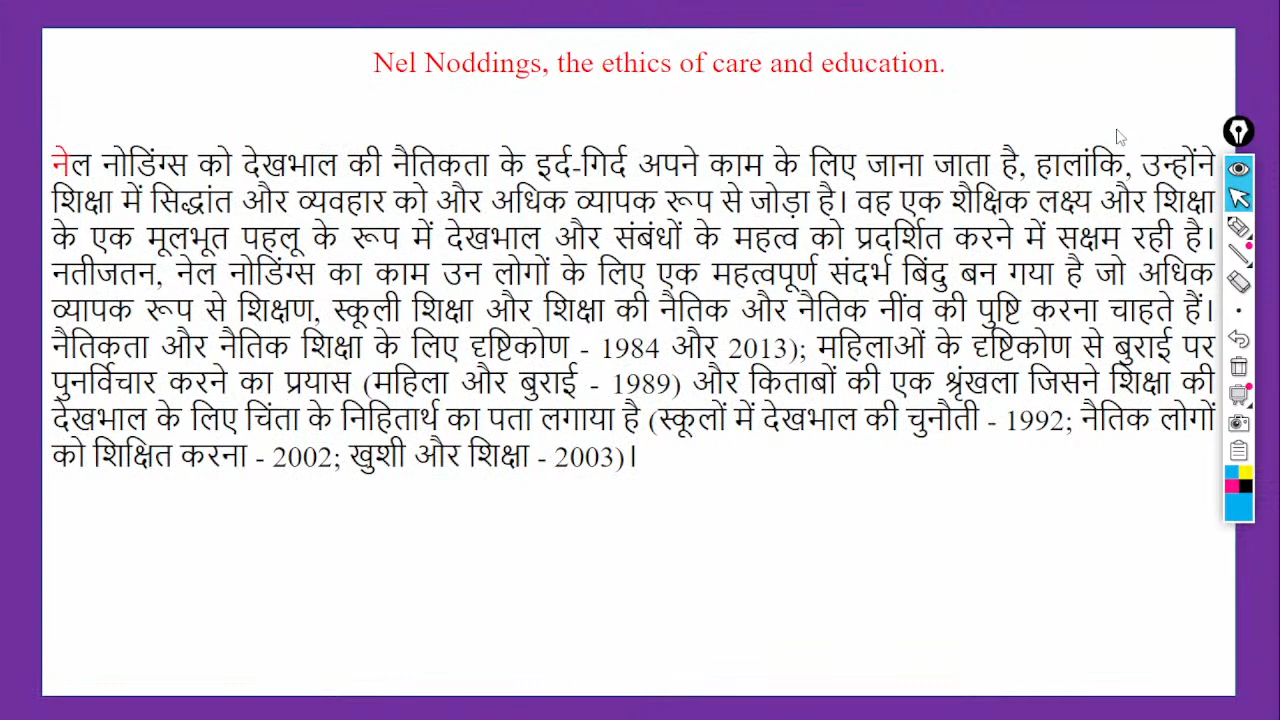 Nel Noddings, the ethics of care and education.
नेल नोडिंग्स को देखभाल की नैतिकता के इर्द-गिर्द अपने काम के लिए जाना जाता है, हालांकि, उन्होंने
शिक्षा में सिद्धांत और व्यवहार को और अधिक व्यापक रूप से जोड़ा है। वह एक शैक्षिक लक्ष्य और शिक्षा
के एक मूलभूत पहलू के रूप में देखभाल और संबंधों के महत्व को प्रदर्शित करने में सक्षम रही है।
नतीजतन, नेल नोडिंग्स का काम उन लोगों के लिए एक महत्वपूर्ण संदर्भ बिंदु बन गया है जो अधिक
व्यापक रूप से शिक्षण, स्कूली शिक्षा और शिक्षा की नैतिक और नैतिक नींव की पुष्टि करना चाहते हैं।
नैतिकता और नैतिक शिक्षा के लिए दृष्टिकोण - 1984 और 2013); महिलाओं के दृष्टिकोण से बुराई पर
पुनर्विचार करने का प्रयास (महिला और बुराई - 1989) और किताबों की एक श्रृंखला जिसने शिक्षा की
देखभाल के लिए चिंता के निहितार्थ का पता लगाया है (स्कूलों में देखभाल की चुनौती - 1992; नैतिक लोगों
को शिक्षित करना - 2002; खुशी और शिक्षा - 2003)।